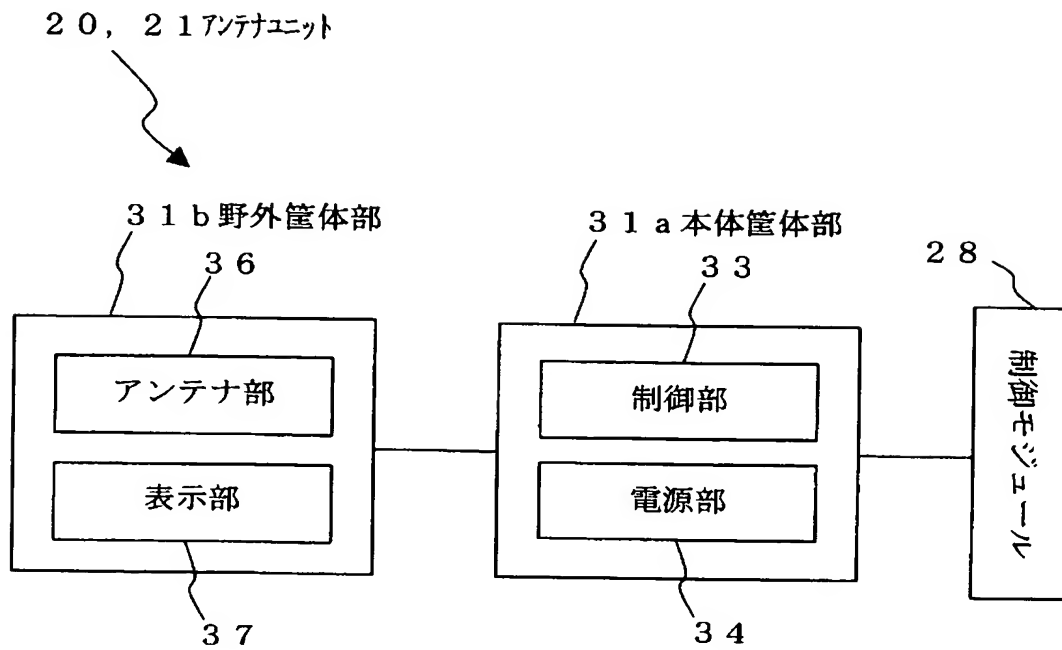 ２０，２１アンテナユニット
３１ｂ野外筐体部
３１ａ本体筐体部
３６
３３
２８
アンテナ部
制御部
制御モジュール
表示部
電源部
３７
３４